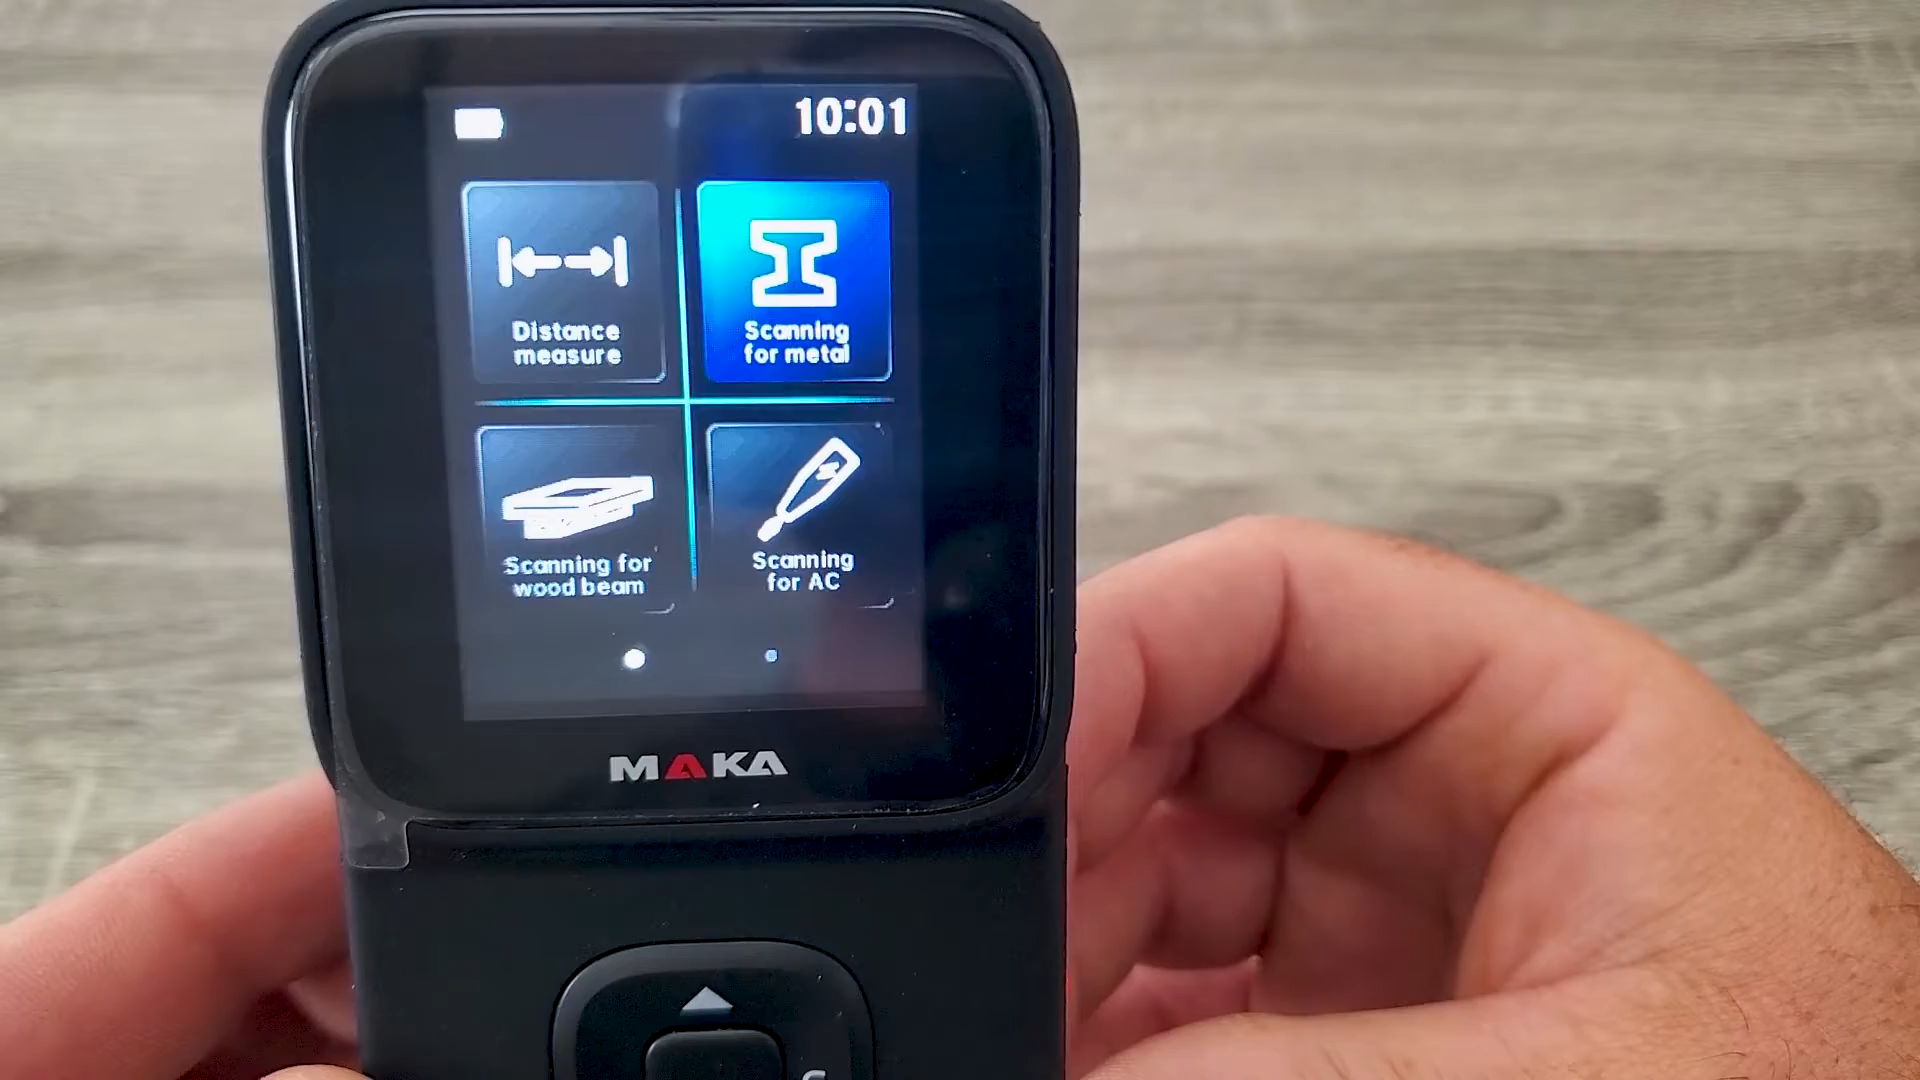 10:01
Distance
measure
Scanning
for metal
Scanning for
wood beam
Scanning
for AC
MAKA